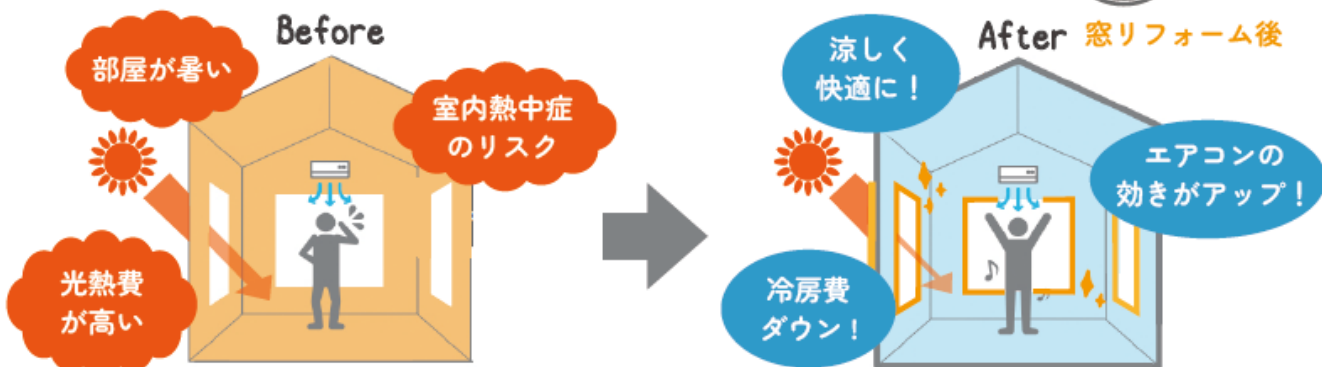 Before
部屋が暑い
室内熱中症
のリスク
光熱費
が高い
After 窓リフォーム後
涼しく
快適に！
エアコンの
効きがアップ！
冷房費
ダウン！